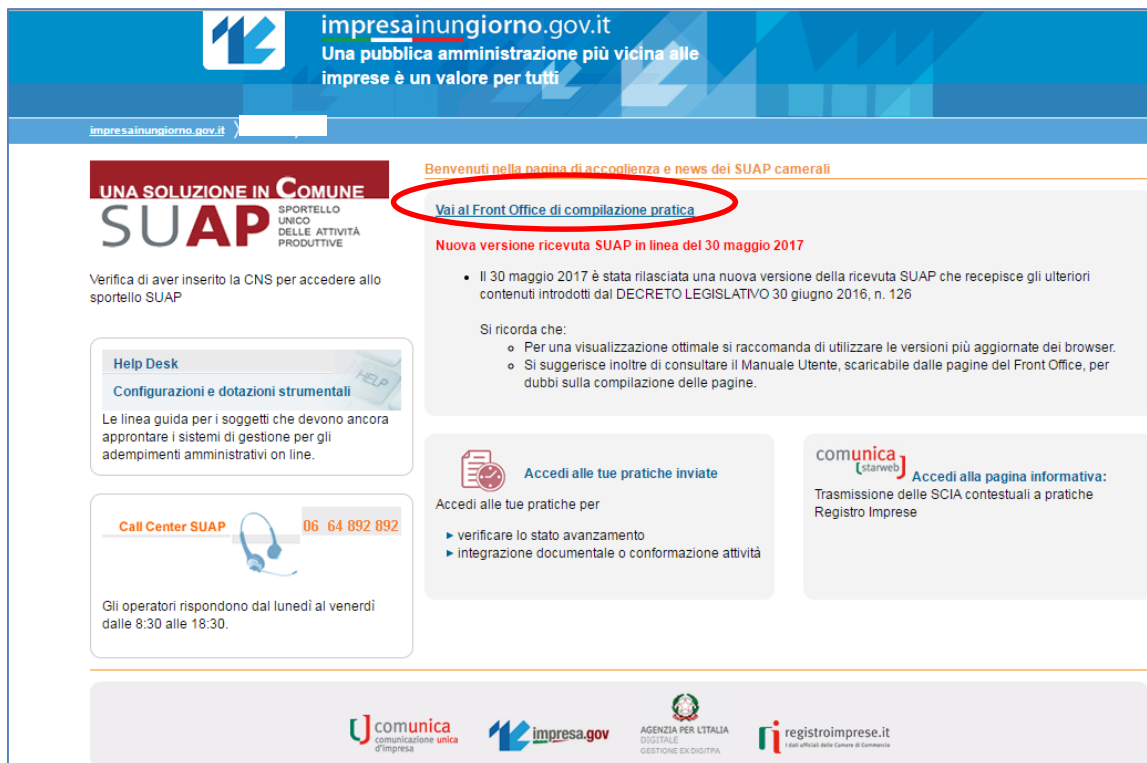 impresainungiorno.gov.it
Una pubblica amministrazione più vicina alle
imprese è un valore per tutti
impresainungiorno.gov.it
UNA SOLUZIONE IN COMUNE
SUAP
SPORTELLO
UNICO
DELLE ATTIVITÀ
PRODUTTIVE
Verifica di aver inserito la CNS per accedere allo
sportello SUAP
Help Desk
HELP
Configurazioni e dotazioni strumentali
Le linea guida per i soggetti che devono ancora
approntare i sistemi di gestione per gli
adempimenti amministrativi on line.
Call Center SUAP
06 64 892 892
Gli operatori rispondono dal lunedì al venerdì
dalle 8:30 alle 18:30.
Benvenuti nella pagina di accoglienza e news dei SUAP camerali
Vai al Front Office di compilazione pratica
Nuova versione ricevuta SUAP in linea del 30 maggio 2017
Il 30 maggio 2017 è stata rilasciata una nuova versione della ricevuta SUAP che recepisce gli ulteriori
contenuti introdotti dal DECRETO LEGISLATIVO 30 giugno 2016, n. 126
Si ricorda che:
Per una visualizzazione ottimale si raccomanda di utilizzare le versioni più aggiornate dei browser.
Si suggerisce inoltre di consultare il Manuale Utente, scaricabile dalle pagine del Front Office, per
dubbi sulla compilazione delle pagine.
Accedi alle tue pratiche inviate
Accedi alle tue pratiche per
verificare lo stato avanzamento
integrazione documentale o conformazione attività
comunica
starweb
Accedi alla pagina informativa:
Trasmissione delle SCIA contestuali a pratiche
Registro Imprese
comunica
comunicazione unica
d'impresa
impresa.gov
AGENZIA PER L'ITALIA
DIGITALE
GESTIONE EX DIGITPA
registroimprese.it
I dati ufficiali delle Camere di Commercio